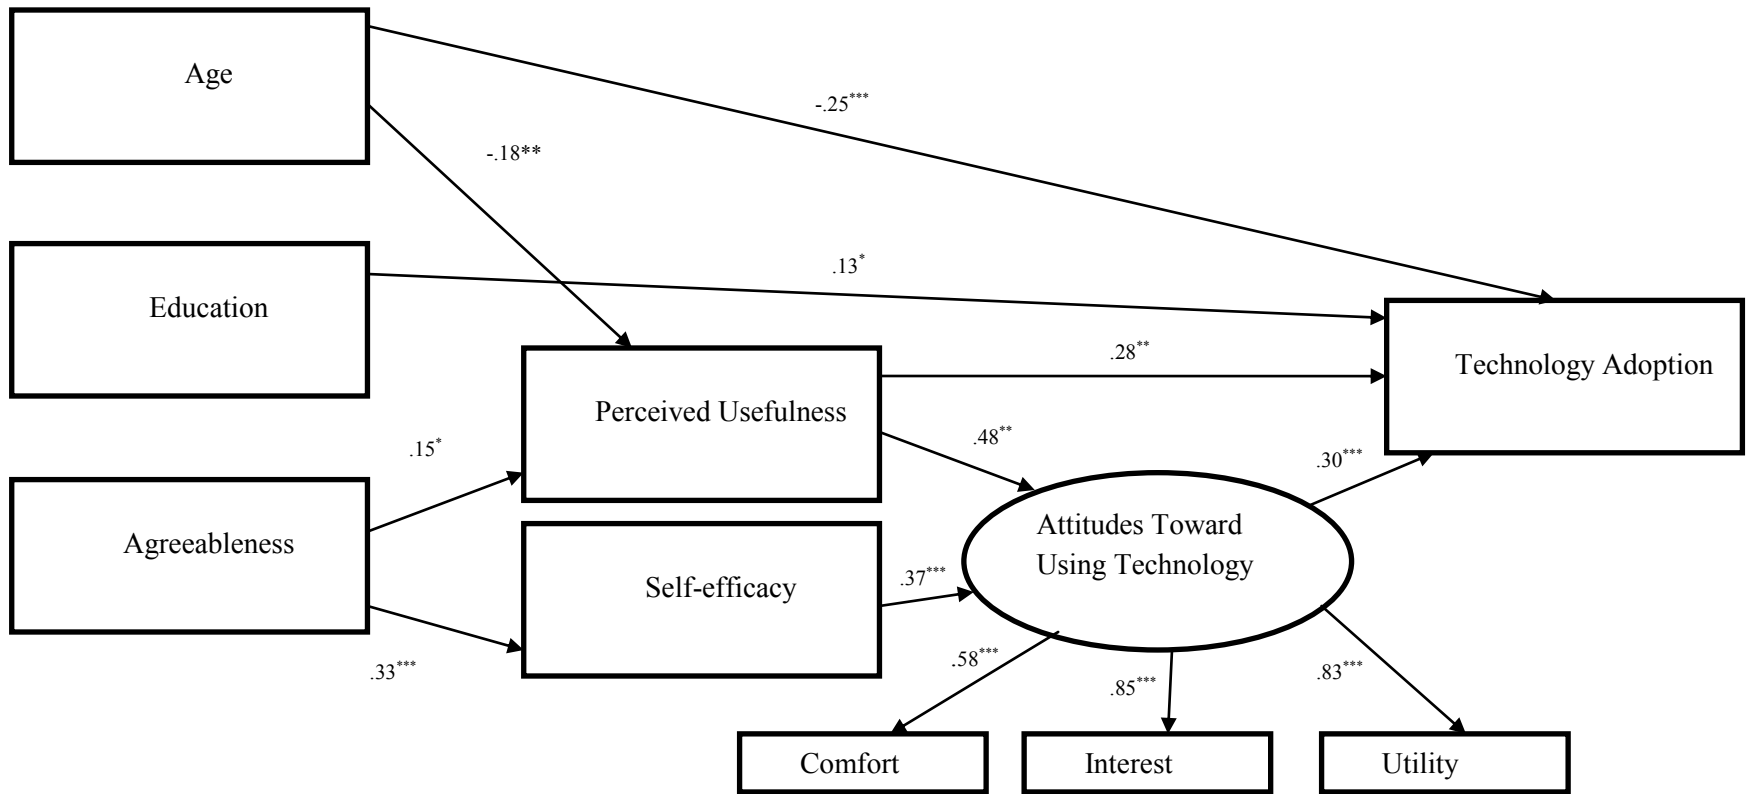 Age
-.25***
-.18**
Education
.13*
Technology Adoption
.28**
Perceived Usefulness
.48**
.15*
.30***
Agreeableness
Attitudes Toward
Using Technology
Self-efficacy
.37***
.33***
.58***
.85***
.83***
Comfort
Interest
Utility